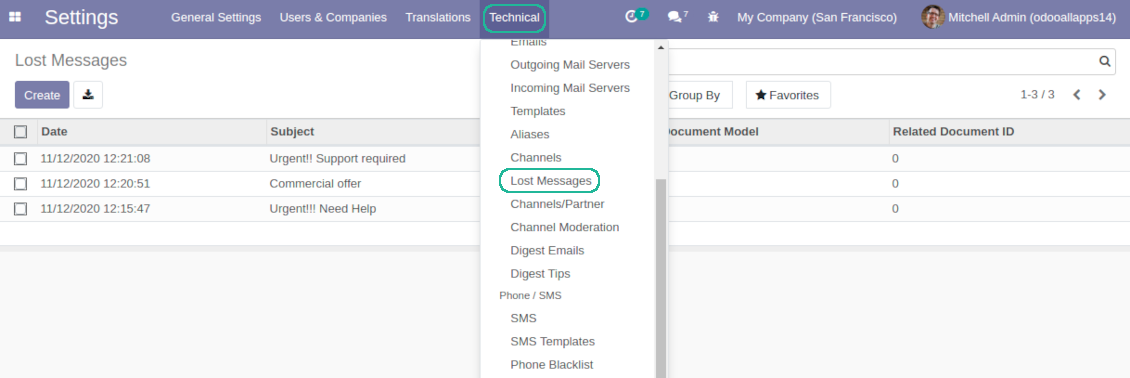 Settings General Settings Users & Companies Translations Technical 7 7 My Company (San Francisco) Mitchell Admin (odooallapps14)
Lost Messages
Create
Group By Favorites 1-3 / 3
Date Subject Document Model Related Document ID
11/12/2020 12:21:08 Urgent!! Support required 0
11/12/2020 12:20:51 Commercial offer 0
11/12/2020 12:15:47 Urgent!!! Need Help 0
Emails
Outgoing Mail Servers
Incoming Mail Servers
Templates
Aliases
Channels
Lost Messages
Channels/Partner
Channel Moderation
Digest Emails
Digest Tips
Phone / SMS
SMS
SMS Templates
Phone Blacklist